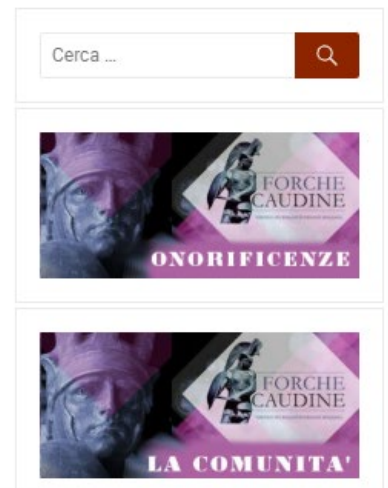 Cerca ...
FORCHE
CAUDINE
ONORIFICENZE
FORCHE
CAUDINE
LA COMUNITA'